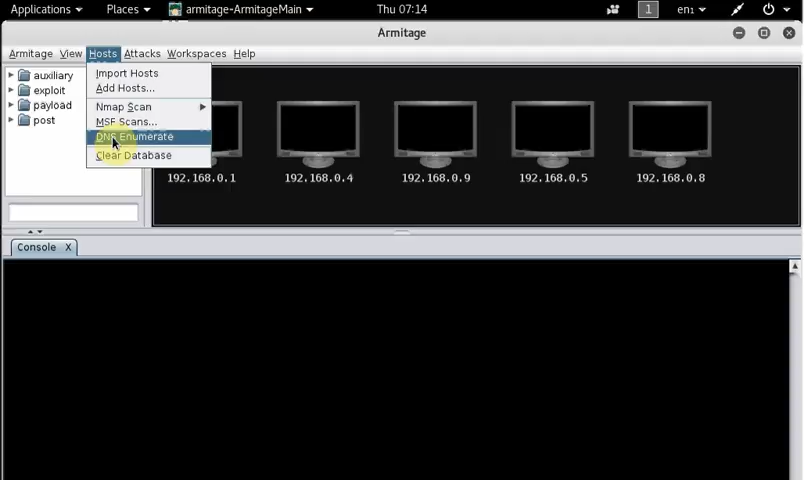 Applications Places armitage-ArmitageMain Thu 07:14 1 en₁
Armitage
Armitage View Hosts Attacks Workspaces Help
auxiliary
exploit
payload
post
Import Hosts
Add Hosts...
Nmap Scan
MSF Scans...
DNS Enumerate
Clear Database
192.168.0.1 192.168.0.4 192.168.0.9 192.168.0.5 192.168.0.8
Console X